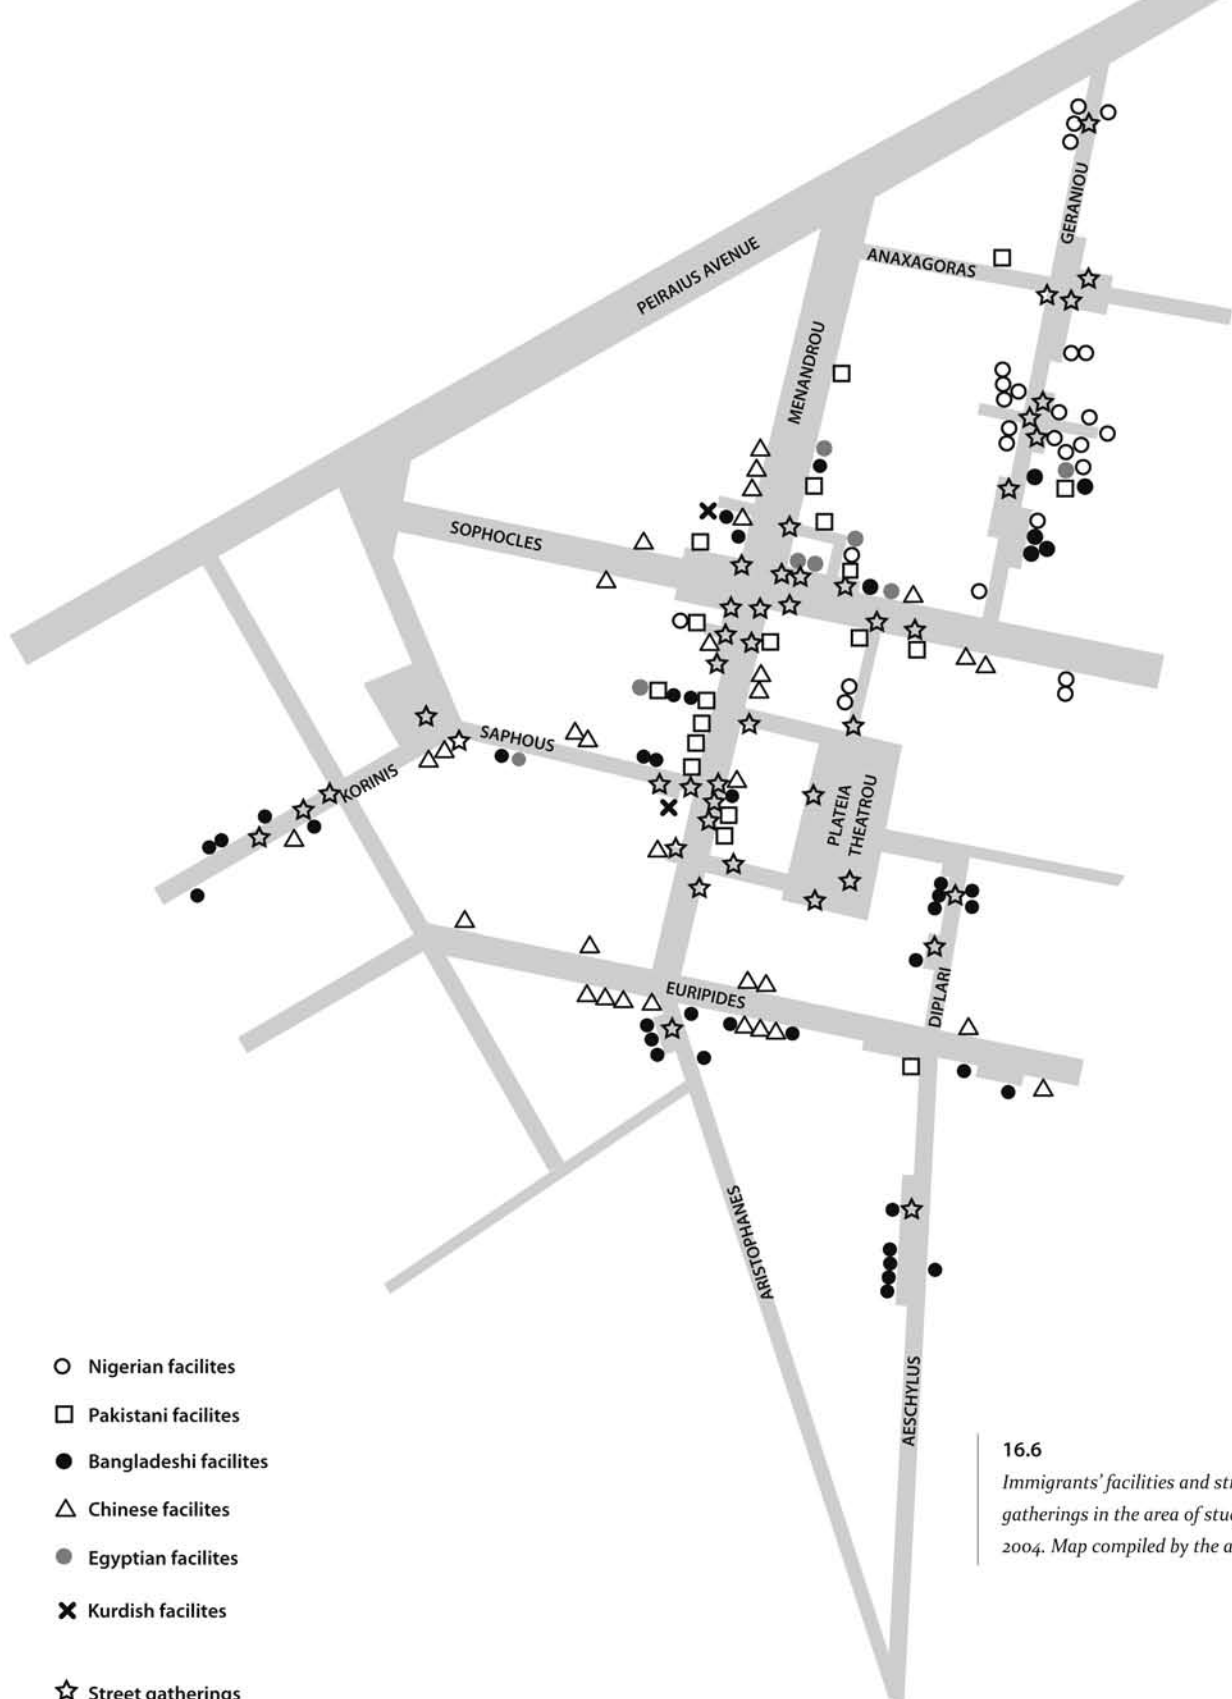 PEIRAIUS AVENUE
GERANIOU
ANAXAGORAS
MENANDROU
SOPHOCLES
SAPHOUS
KORINIS
PLATEIA
THEATROU
EURIPIDES
DIPLARI
ARISTOPHANES
AESCHYLUS
Nigerian facilites
Pakistani facilites
Bangladeshi facilites
Chinese facilites
Egyptian facilites
Kurdish facilites
Street gatherings
16.6
Immigrants' facilities and
gatherings in the area of
2004. Map compiled by the